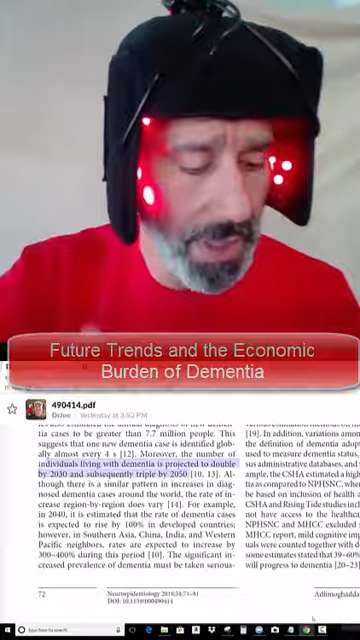 Future Trends and the Economic
Burden of Dementia
490414.pdf
DrJoe - Yesterday at 3:52 PM
tia cases to be greater than 7.7 million people. This
suggests that one new dementia case is identified glob-
ally almost every 4 s [12]. Moreover, the number of
individuals living with dementia is projected to double
by 2030 and subsequently triple by 2050 [10, 13]. Al-
though there is a similar pattern in increases in diag-
nosed dementia cases around the world, the rate of in-
crease region-by-region does vary [14]. For example,
in 2040, it is estimated that the rate of dementia cases
is expected to rise by 100% in developed countries;
however, in Southern Asia, China, India, and Western
Pacific neighbors, rates are expected to increase by
300–400% during this period [10]. The significant in-
creased prevalence of dementia must be taken serious-
[19]. In addition, variations amon
the definition of dementia adop
used to measure dementia status,
sus administrative databases, and
ample, the CSHA estimated a high
tia as compared to NPHSNC, whe
be based on inclusion of health a
CSHA and Rising Tide studies incl
not have access to the healthcar
NPHSNC and MHCC excluded
MHCC report, mild cognitive imp
uals were counted together with d
some estimates stated that 39–60%
will progress to dementia [20–23]
72
Neuroepidemiology 2018;51:71–81
DOI: 10.1159/000490414
Adlimoghadda